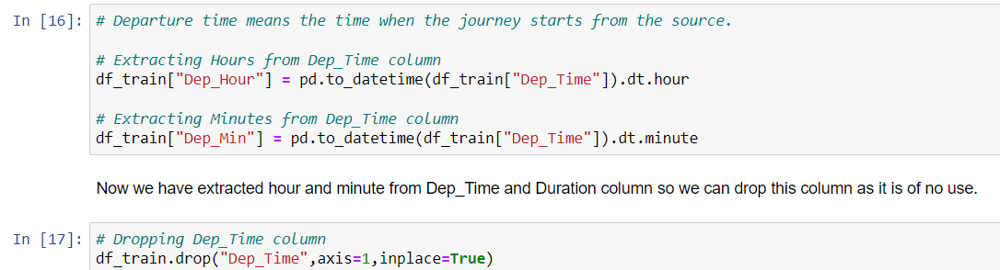 In [16]: # Departure time means the time when the journey starts from the source.
# Extracting Hours from Dep_Time column
df_train["Dep_Hour"] = pd.to_datetime(df_train["Dep_Time"]).dt.hour
# Extracting Minutes from Dep_Time column
df_train["Dep_Min"] = pd.to_datetime(df_train["Dep_Time"]).dt.minute
Now we have extracted hour and minute from Dep_Time and Duration column so we can drop this column as it is of no use.
In [17]: # Dropping Dep_Time column
df_train.drop("Dep_Time",axis=1,inplace=True)